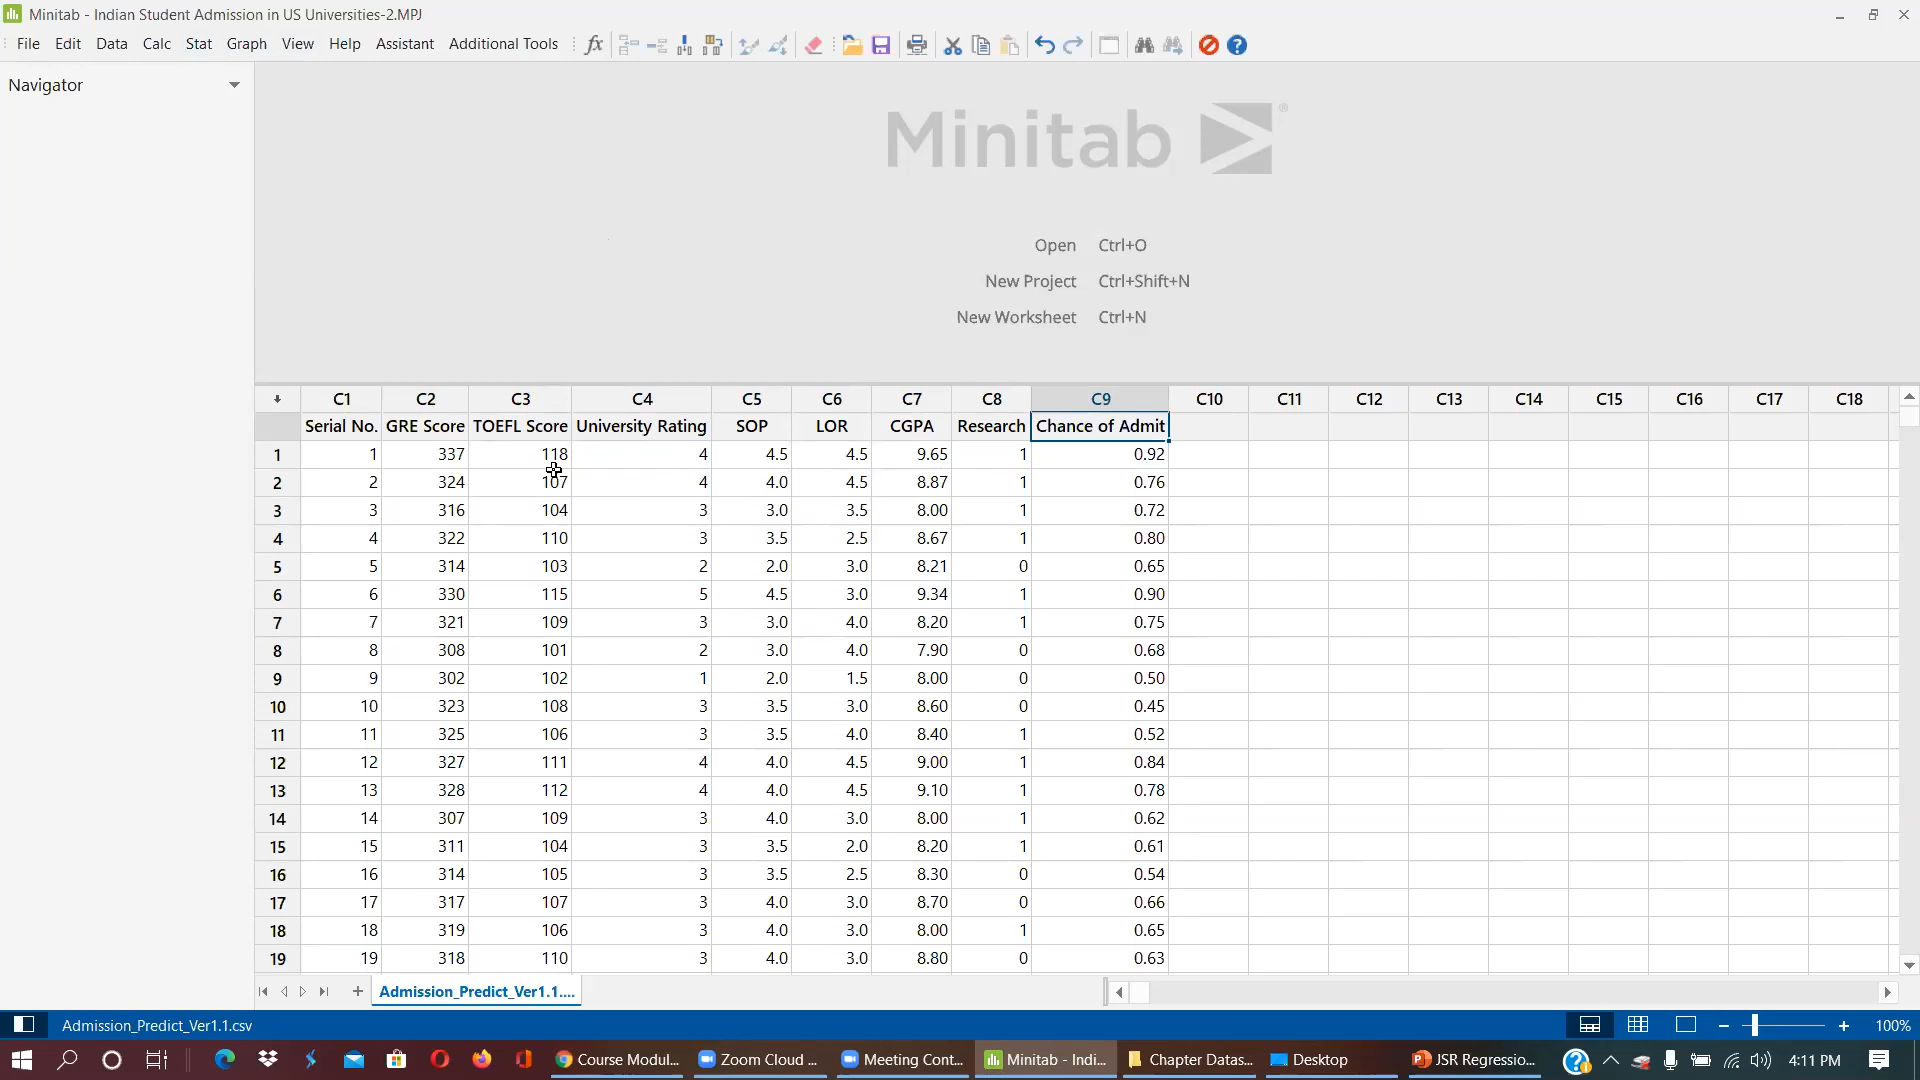 Minitab - Indian Student Admission in US Universities-2.MPJ
File Edit Data Calc Stat Graph View Help Assistant Additional Tools fx
Navigator
Minitab ®
Open Ctrl+O
New Project Ctrl+Shift+N
New Worksheet Ctrl+N
C1 C2 C3 C4 C5 C6 C7 C8 C9 C10 C11 C12 C13 C14 C15 C16 C17 C18
Serial No. GRE Score TOEFL Score University Rating SOP LOR CGPA Research Chance of Admit
1 1 337 118 4 4.5 4.5 9.65 1 0.92
2 2 324 107 4 4.0 4.5 8.87 1 0.76
3 3 316 104 3 3.0 3.5 8.00 1 0.72
4 4 322 110 3 3.5 2.5 8.67 1 0.80
5 5 314 103 2 2.0 3.0 8.21 0 0.65
6 6 330 115 5 4.5 3.0 9.34 1 0.90
7 7 321 109 3 3.0 4.0 8.20 1 0.75
8 8 308 101 2 3.0 4.0 7.90 0 0.68
9 9 302 102 1 2.0 1.5 8.00 0 0.50
10 10 323 108 3 3.5 3.0 8.60 0 0.45
11 11 325 106 3 3.5 4.0 8.40 1 0.52
12 12 327 111 4 4.0 4.5 9.00 1 0.84
13 13 328 112 4 4.0 4.5 9.10 1 0.78
14 14 307 109 3 4.0 3.0 8.00 1 0.62
15 15 311 104 3 3.5 2.0 8.20 1 0.61
16 16 314 105 3 3.5 2.5 8.30 0 0.54
17 17 317 107 3 4.0 3.0 8.70 0 0.66
18 18 319 106 3 4.0 3.0 8.00 1 0.65
19 19 318 110 3 4.0 3.0 8.80 0 0.63
Admission_Predict_Ver1.1....
Admission_Predict_Ver1.1.csv 100%
Course Modul... Zoom Cloud ... Meeting Cont... Minitab - Indi... Chapter Datas... Desktop JSR Regressio... 4:11 PM